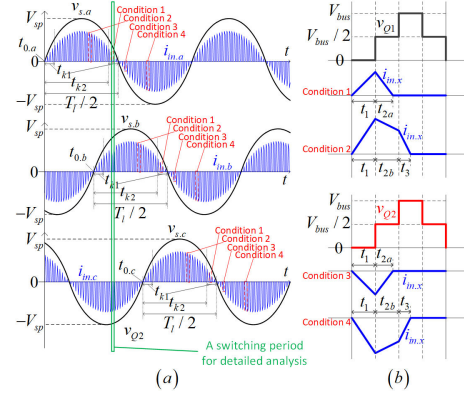 V_sp
v_s.a
Condition 1
Condition 2
Condition 3
Condition 4
t_0.a
i_in.a
t
0
t_k1
t_k2
T_l / 2
−V_sp
V_sp
v_s.b
Condition 1
Condition 2
Condition 3
Condition 4
t_0.b
t
0
t_k1
i_in.b
t_k2
T_l / 2
−V_sp
V_sp
v_s.c
Condition 1
Condition 2
Condition 3
Condition 4
t_0.c
i_in.c
t
0
t_k1
t_k2
T_l / 2
−V_sp
v_Q2
A switching period
for detailed analysis
(a)
V_bus
v_Q1
V_bus / 2
0
i_in.x
Condition 1
t_1 t_2a
Condition 2
i_in.x
t_1 t_2b t_3
V_bus
v_Q2
V_bus / 2
0
t_1 t_2a
Condition 3
i_in.x
t_1 t_2b t_3
Condition 4
i_in.x
(b)